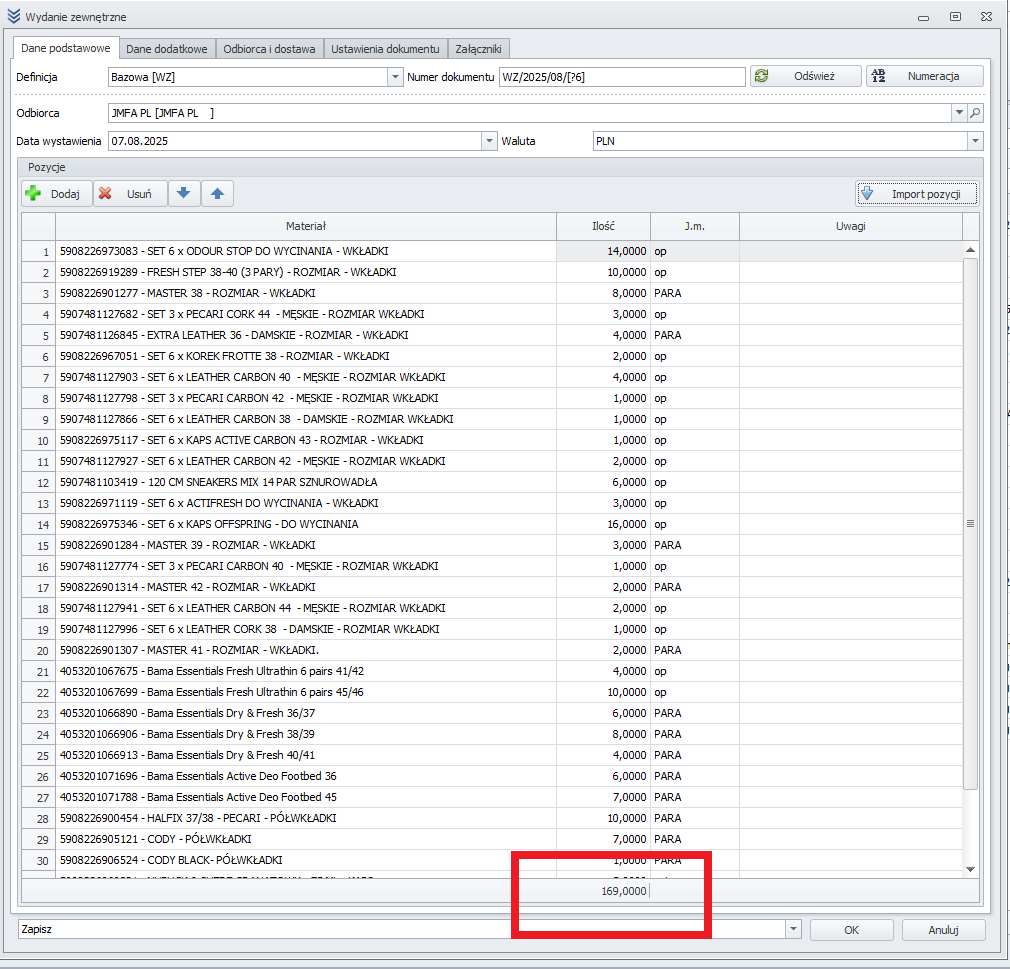 Wydanie zewnętrzne
Dane podstawowe Dane dodatkowe Odbiorca i dostawa Ustawienia dokumentu Załączniki
Definicja Bazowa [WZ] Numer dokumentu WZ/2025/08/[?6] Odśwież AB 12 Numeracja
Odbiorca JMFA PL [JMFA PL ]
Data wystawienia 07.08.2025 Waluta PLN
Pozycje
Dodaj Usuń Import pozycji
Materiał Ilość J.m. Uwagi
1 5908226973083 - SET 6 x ODOUR STOP DO WYCINANIA - WKŁADKI 14,0000 op
2 5908226919289 - FRESH STEP 38-40 (3 PARY) - ROZMIAR - WKŁADKI 10,0000 op
3 5908226901277 - MASTER 38 - ROZMIAR - WKŁADKI 8,0000 PARA
4 5907481127682 - SET 3 x PECARI CORK 44 - MĘSKIE - ROZMIAR WKŁADKI 3,0000 op
5 5907481126845 - EXTRA LEATHER 36 - DAMSKIE - ROZMIAR - WKŁADKI 4,0000 PARA
6 5908226967051 - SET 6 x KOREK FROTTE 38 - ROZMIAR - WKŁADKI 2,0000 op
7 5907481127903 - SET 6 x LEATHER CARBON 40 - MĘSKIE - ROZMIAR WKŁADKI 4,0000 op
8 5907481127798 - SET 3 x PECARI CARBON 42 - MĘSKIE - ROZMIAR WKŁADKI 1,0000 op
9 5907481127866 - SET 6 x LEATHER CARBON 38 - DAMSKIE - ROZMIAR WKŁADKI 1,0000 op
10 5908226975117 - SET 6 x KAPS ACTIVE CARBON 43 - ROZMIAR - WKŁADKI 1,0000 op
11 5907481127927 - SET 6 x LEATHER CARBON 42 - MĘSKIE - ROZMIAR WKŁADKI 2,0000 op
12 5907481103419 - 120 CM SNEAKERS MIX 14 PAR SZNUROWADŁA 6,0000 op
13 5908226971119 - SET 6 x ACTIFRESH DO WYCINANIA - WKŁADKI 3,0000 op
14 5908226975346 - SET 6 x KAPS OFFSPRING - DO WYCINANIA 16,0000 op
15 5908226901284 - MASTER 39 - ROZMIAR - WKŁADKI 3,0000 PARA
16 5907481127774 - SET 3 x PECARI CARBON 40 - MĘSKIE - ROZMIAR WKŁADKI 1,0000 op
17 5908226901314 - MASTER 42 - ROZMIAR - WKŁADKI 2,0000 PARA
18 5907481127941 - SET 6 x LEATHER CARBON 44 - MĘSKIE - ROZMIAR WKŁADKI 2,0000 op
19 5907481127996 - SET 6 x LEATHER CORK 38 - DAMSKIE - ROZMIAR WKŁADKI 1,0000 op
20 5908226901307 - MASTER 41 - ROZMIAR - WKŁADKI. 2,0000 PARA
21 4053201067675 - Bama Essentials Fresh Ultrathin 6 pairs 41/42 4,0000 op
22 4053201067699 - Bama Essentials Fresh Ultrathin 6 pairs 45/46 10,0000 op
23 4053201066890 - Bama Essentials Dry & Fresh 36/37 6,0000 PARA
24 4053201066906 - Bama Essentials Dry & Fresh 38/39 8,0000 PARA
25 4053201066913 - Bama Essentials Dry & Fresh 40/41 4,0000 PARA
26 4053201071696 - Bama Essentials Active Deo Footbed 36 6,0000 PARA
27 4053201071788 - Bama Essentials Active Deo Footbed 45 7,0000 PARA
28 5908226900454 - HALFIX 37/38 - PECARI - PÓŁWKŁADKI 10,0000 PARA
29 5908226905121 - CODY - PÓŁWKŁADKI 7,0000 PARA
30 5908226906524 - CODY BLACK- PÓŁWKŁADKI 1,0000 PARA
169,0000
Zapisz OK Anuluj